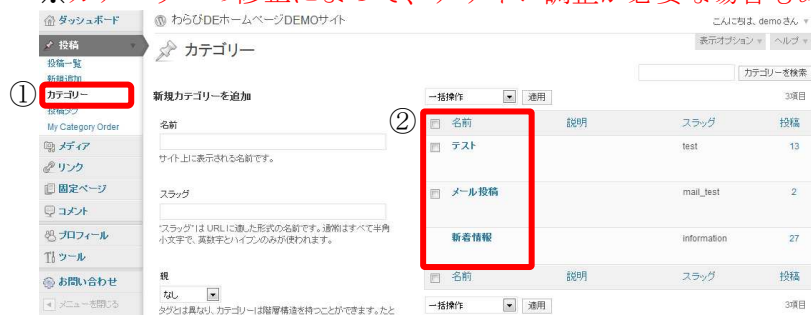 ダッシュボード
わらびDEホームページDEMOサイト
こんにちは、demoさん
投稿
カテゴリー
表示オプション
ヘルプ
投稿一覧
新規追加
カテゴリーを検索
①
カテゴリー
投稿タグ
My Category Order
新規カテゴリーを追加
一括操作
適用
3項目
②
名前
名前
説明
スラッグ
投稿
サイト上に表示される名前です。
テスト
test
13
メディア
リンク
固定ページ
コメント
スラッグ
メール投稿
mail_test
2
"スラッグ" は URL に適した形式の名前です。通常はすべて半角
小文字で、英数字とハイフンのみが使われます。
新着情報
information
27
プロフィール
ツール
お問い合わせ
メニューを閉じる
親
なし
名前
説明
スラッグ
投稿
タグとは異なり、カテゴリーは階層構造を持つことができます。たと
一括操作
適用
3項目